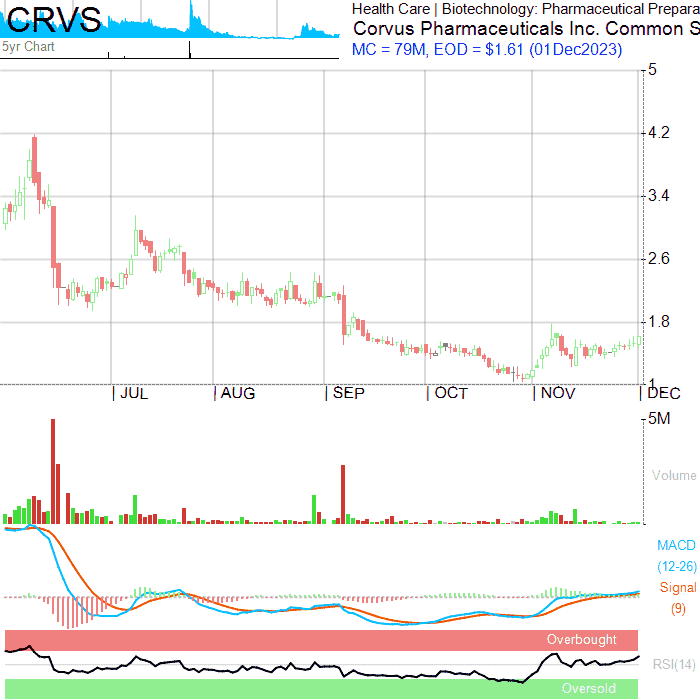 CRVS
5yr Chart
Health Care | Biotechnology: Pharmaceutical Prepara
Corvus Pharmaceuticals Inc. Common S
MC = 79M, EOD = $1.61 (01Dec2023)
5
4.2
3.4
2.6
1.8
1
| JUL | AUG | SEP | OCT | NOV | DEC
5M
Volume
MACD
(12-26)
Signal
(9)
Overbought
RSI(14)
Oversold